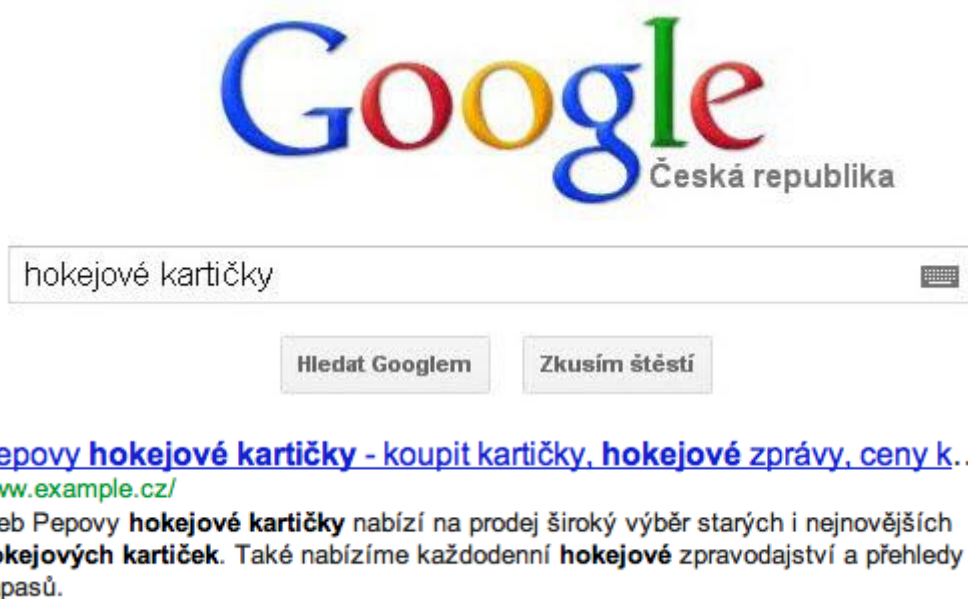 Google
Česká republika
hokejové kartičky
Hledat Googlem Zkusím štěstí
epovy hokejové kartičky - koupit kartičky, hokejové zprávy, ceny k...
ww.example.cz/
eb Pepovy hokejové kartičky nabízí na prodej široký výběr starých i nejnovějších
okejových kartiček. Také nabízíme každodenní hokejové zpravodajství a přehledy
pasů.